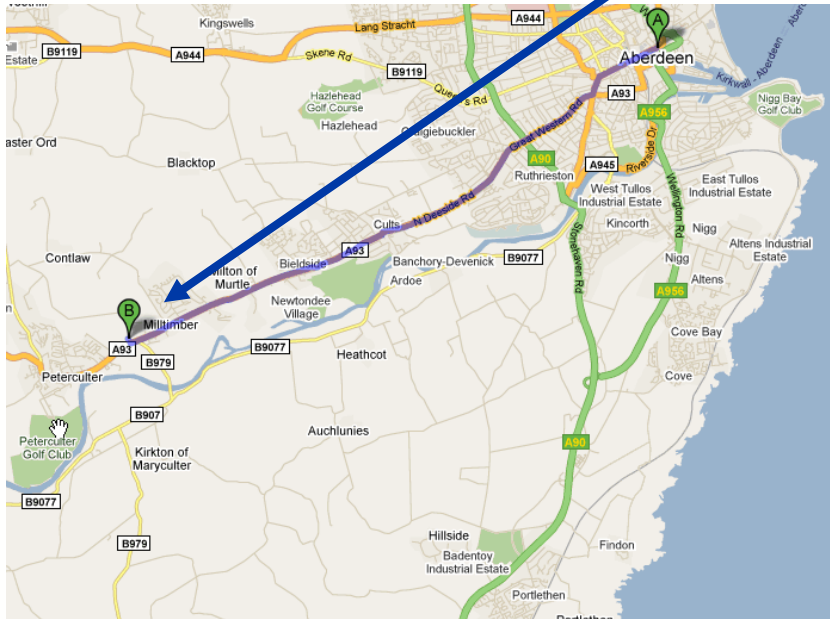 Kingswells
A944
Lang Stracht
A
Aberdeen
B9119
Estate
A944
Skene Rd
B9119
Queen's Rd
Kirkwall - Aberdeen
A93
Nigg Bay
Golf Club
Hazlehead
Golf Course
Hazlehead
Craigiebuckler
Great Western Rd
A956
aster Ord
Blacktop
A90
Ruthrieston
A945
Riverside Dr
West Tullos
Industrial Estate
Wellington Rd
East Tullos
Industrial Estate
Cults
N Deeside Rd
Kincorth
Nigg
Altens Industrial
Estate
Contlaw
Bieldside
A93
Milton of
Murtle
Banchory-Devenick
Ardoe
B9077
Stonehaven Rd
Nigg
Altens
Newtondee
Village
A956
B
Milltimber
A93
B979
B9077
Heathcot
Cove Bay
Cove
Peterculter
B907
Auchlunies
Peterculter
Golf Club
Kirkton of
Maryculter
A90
B9077
B979
Hillside
Badentoy
Industrial Estate
Findon
Portlethen
Portlethen